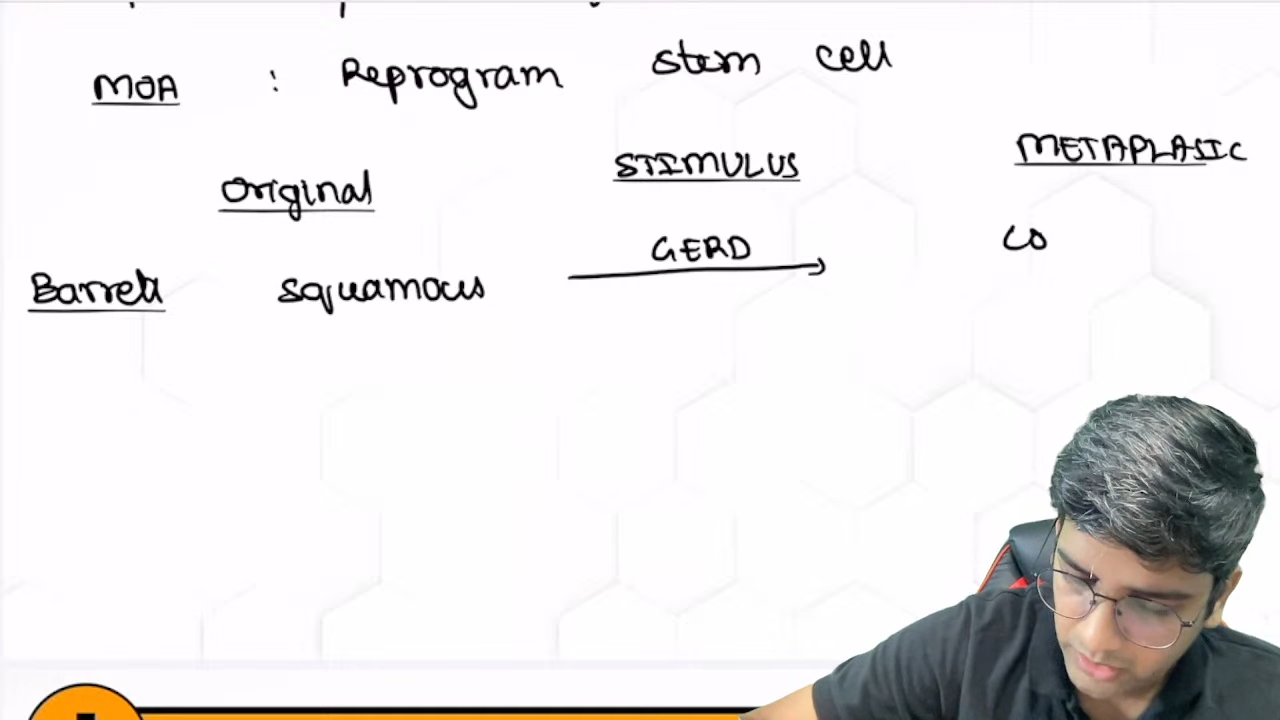 MOA : Reprogram stem cell
Original STIMULUS METAPLASIC
Barrett squamous GERD co